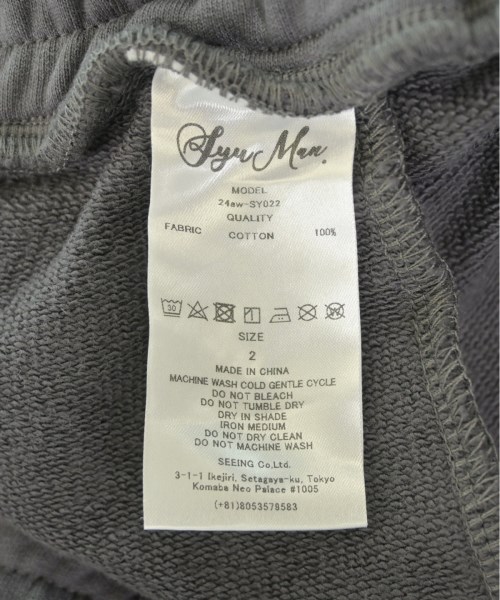 Syu Man.
MODEL
24aw-SY022
QUALITY
FABRIC COTTON 100%
30
SIZE
2
MADE IN CHINA
MACHINE WASH COLD GENTLE CYCLE
DO NOT BLEACH
DO NOT TUMBLE DRY
DRY IN SHADE
IRON MEDIUM
DO NOT DRY CLEAN
DO NOT MACHINE WASH
SEEING Co,Ltd.
3-1-1 Ikejiri, Setagaya-ku, Tokyo
Komaba Neo Palace #1005
(+81)8053578583